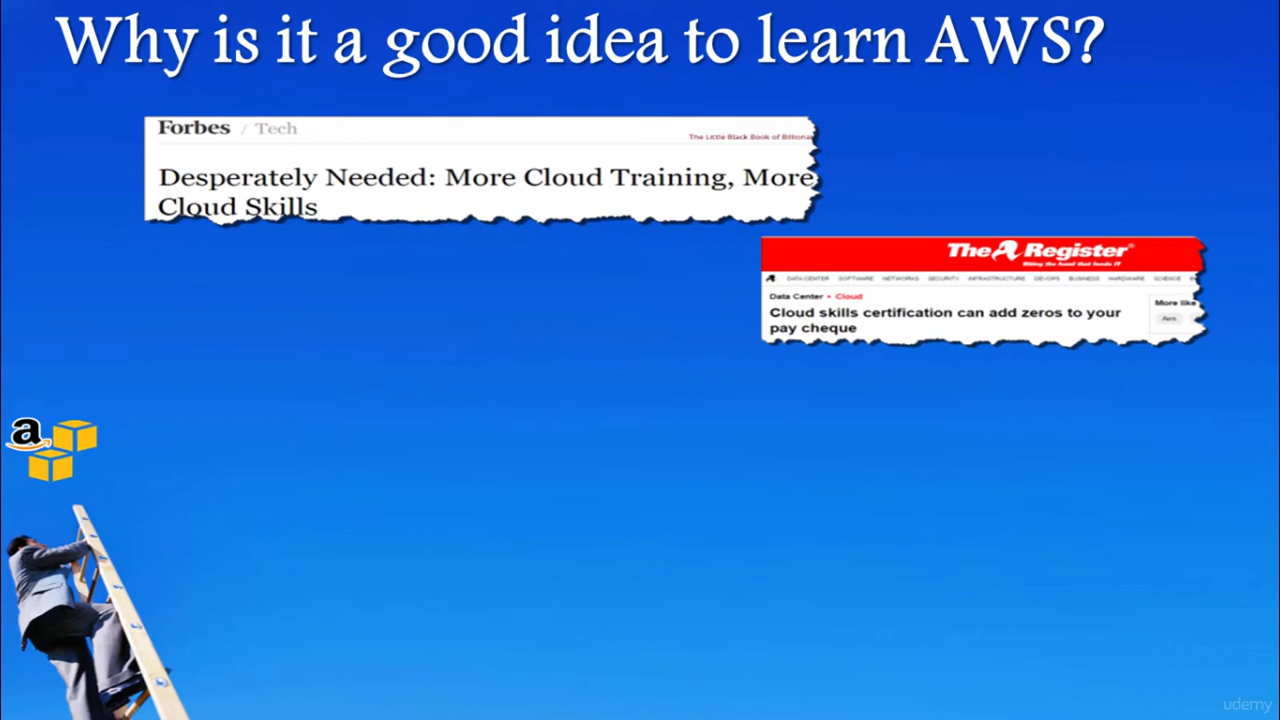 Why is it a good idea to learn AWS?
Forbes / Tech
The Little Black Book of Billiona
Desperately Needed: More Cloud Training, More
Cloud Skills
The Register®
Biting the hand that feeds IT
DATA CENTER SOFTWARE NETWORKS SECURITY INFRASTRUCTURE DEVOPS BUSINESS HARDWARE SCIENCE
Data Center • Cloud
Cloud skills certification can add zeros to your
pay cheque
More like
Aws
a
udemy